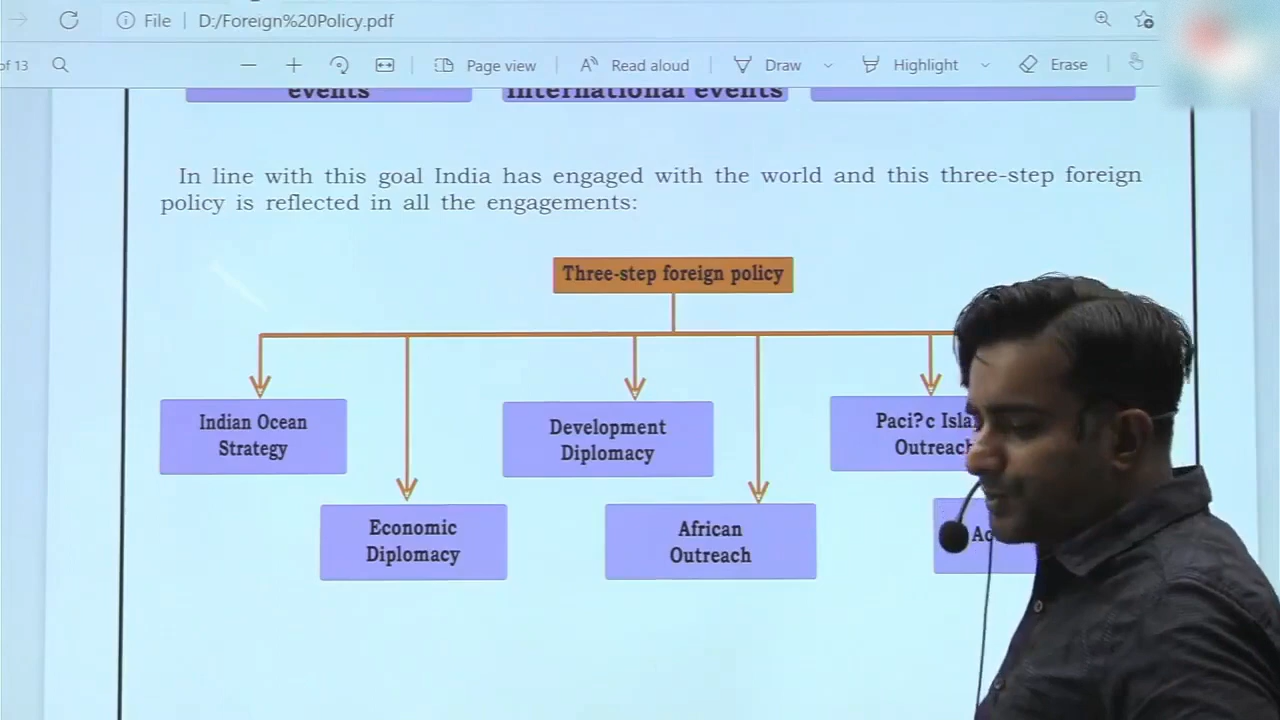 File
D:/Foreign%20Policy.pdf
of 13
Page view
Read aloud
Draw
Highlight
Erase
events
international events
In line with this goal India has engaged with the world and this three-step foreign
policy is reflected in all the engagements:
Three-step foreign policy
Indian Ocean
Strategy
Development
Diplomacy
Paci?c
Outreach
Economic
Diplomacy
African
Outreach